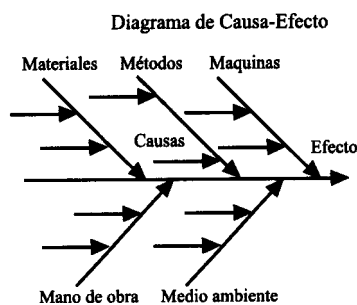 Diagrama de Causa-Efecto
Materiales Métodos Maquinas
Causas
Efecto
Mano de obra Medio ambiente